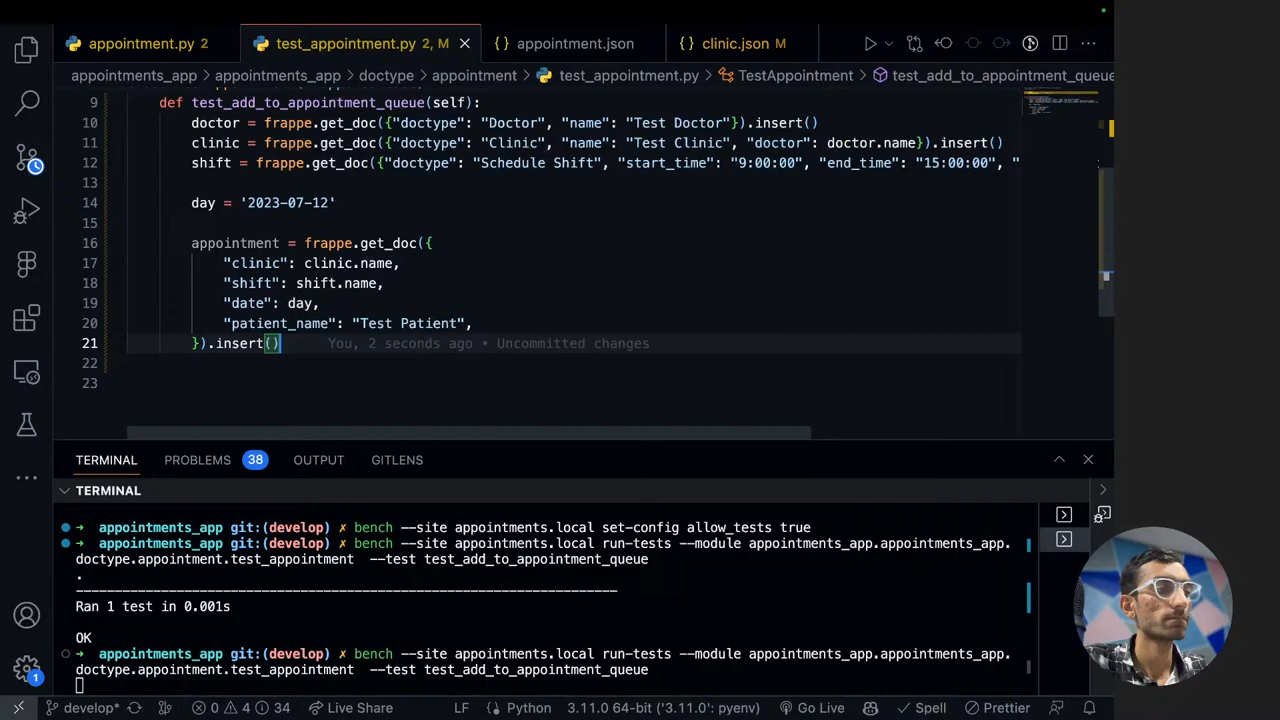 appointment.py 2
test_appointment.py 2, M
appointment.json
clinic.json M
appointments_app > appointments_app > doctype > appointment > test_appointment.py > TestAppointment > test_add_to_appointment_queue
9 def test_add_to_appointment_queue(self):
10 doctor = frappe.get_doc({"doctype": "Doctor", "name": "Test Doctor"}).insert()
11 clinic = frappe.get_doc({"doctype": "Clinic", "name": "Test Clinic", "doctor": doctor.name}).insert()
12 shift = frappe.get_doc({"doctype": "Schedule Shift", "start_time": "9:00:00", "end_time": "15:00:00", "
13
14 day = '2023-07-12'
15
16 appointment = frappe.get_doc({
17 "clinic": clinic.name,
18 "shift": shift.name,
19 "date": day,
20 "patient_name": "Test Patient",
21 }).insert() You, 2 seconds ago • Uncommitted changes
22
23
TERMINAL PROBLEMS 38 OUTPUT GITLENS
TERMINAL
→ appointments_app git:(develop) ✗ bench --site appointments.local set-config allow_tests true
→ appointments_app git:(develop) ✗ bench --site appointments.local run-tests --module appointments_app.appointments_app.
doctype.appointment.test_appointment --test test_add_to_appointment_queue
.
----------------------------------------------------------------------
Ran 1 test in 0.001s
OK
→ appointments_app git:(develop) ✗ bench --site appointments.local run-tests --module appointments_app.appointments_app.
doctype.appointment.test_appointment --test test_add_to_appointment_queue
1
develop* 0 4 34 Live Share LF Python 3.11.0 64-bit ('3.11.0': pyenv) Go Live Spell Prettier